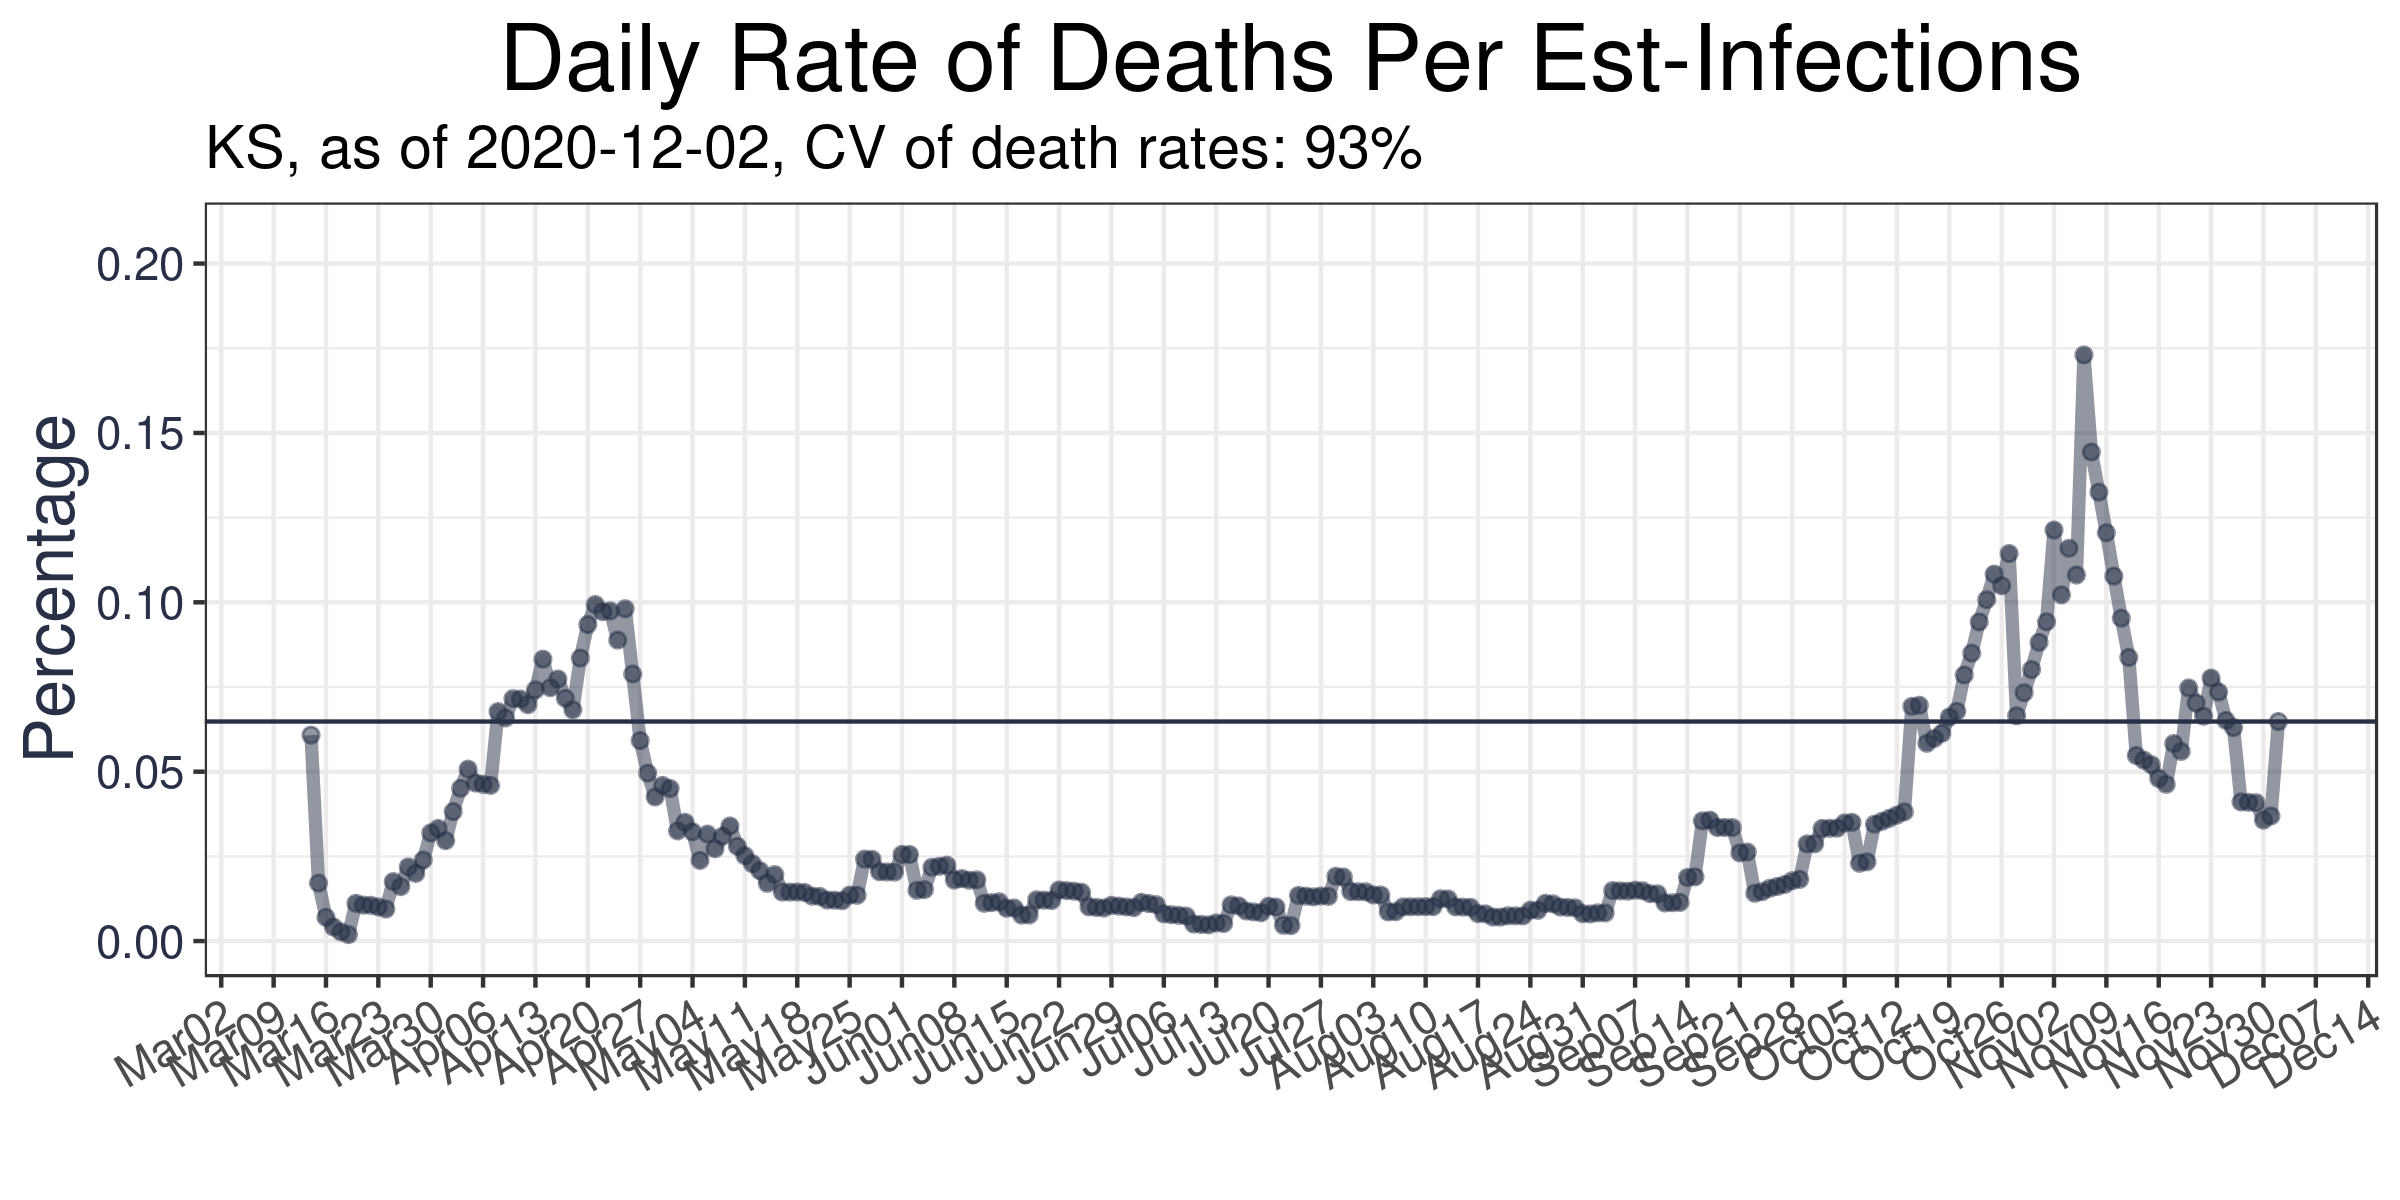 Daily Rate of Deaths Per Est-Infections
KS, as of 2020-12-02, CV of death rates: 93%
Percentage
0.20
0.15
0.10
0.05
0.00
Mar02
Mar09
Mar16
Mar23
Mar30
Apr06
Apr13
Apr20
Apr27
May04
May11
May18
May25
Jun01
Jun08
Jun15
Jun22
Jun29
Jul06
Jul13
Jul20
Jul27
Aug03
Aug10
Aug17
Aug24
Aug31
Sep07
Sep14
Sep21
Sep28
Oct05
Oct12
Oct19
Oct26
Nov02
Nov09
Nov16
Nov23
Nov30
Dec07
Dec14